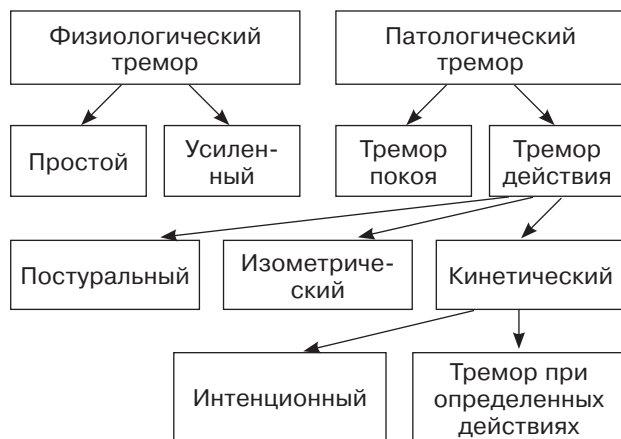 Физиологический
тремор
Патологический
тремор
Простой
Усилен-
ный
Тремор
покоя
Тремор
действия
Постуральный
Изометриче-
ский
Кинетический
Интенционный
Тремор при
определенных
действиях